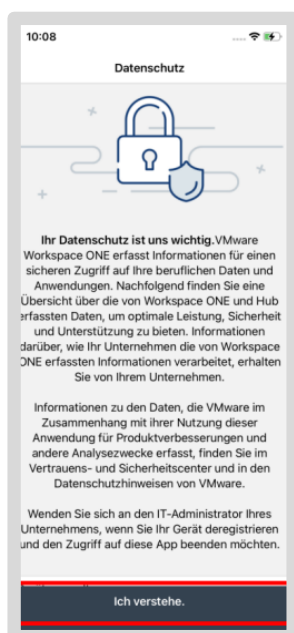 10:08
Datenschutz
Ihr Datenschutz ist uns wichtig.VMware
Workspace ONE erfasst Informationen für einen
sicheren Zugriff auf Ihre beruflichen Daten und
Anwendungen. Nachfolgend finden Sie eine
Übersicht über die von Workspace ONE und Hub
erfassten Daten, um optimale Leistung, Sicherheit
und Unterstützung zu bieten. Informationen
darüber, wie Ihr Unternehmen die von Workspace
ONE erfassten Informationen verarbeitet, erhalten
Sie von Ihrem Unternehmen.
Informationen zu den Daten, die VMware im
Zusammenhang mit ihrer Nutzung dieser
Anwendung für Produktverbesserungen und
andere Analysezwecke erfasst, finden Sie im
Vertrauens- und Sicherheitscenter und in den
Datenschutzhinweisen von VMware.
Wenden Sie sich an den IT-Administrator Ihres
Unternehmens, wenn Sie Ihr Gerät deregistrieren
und den Zugriff auf diese App beenden möchten.
Ich verstehe.